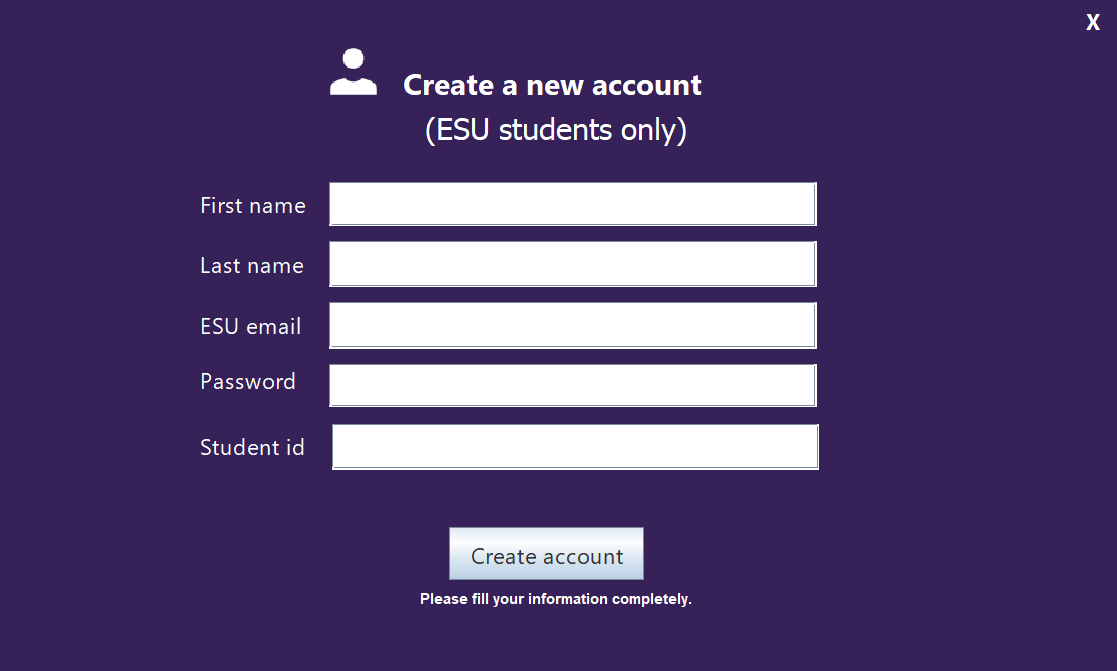 X
Create a new account
(ESU students only)
First name
Last name
ESU email
Password
Student id
Create account
Please fill your information completely.